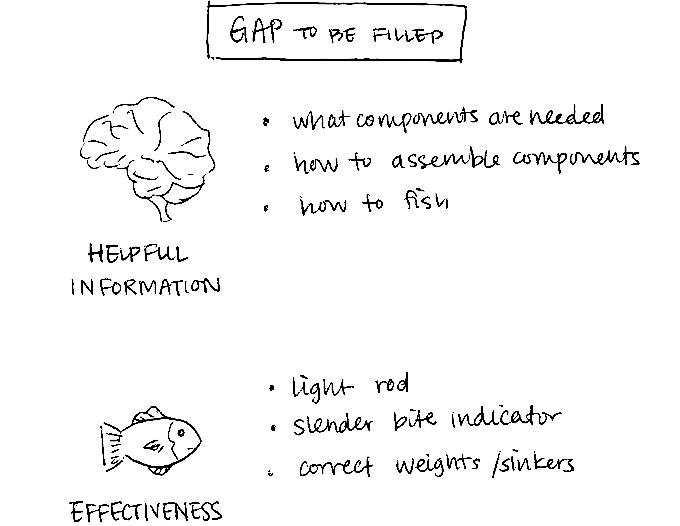 GAP TO BE FILLED
• what components are needed
• how to assemble components
• how to fish
HELPFUL
INFORMATION
• light rod
• slender bite indicator
• correct weights /sinkers
EFFECTIVENESS